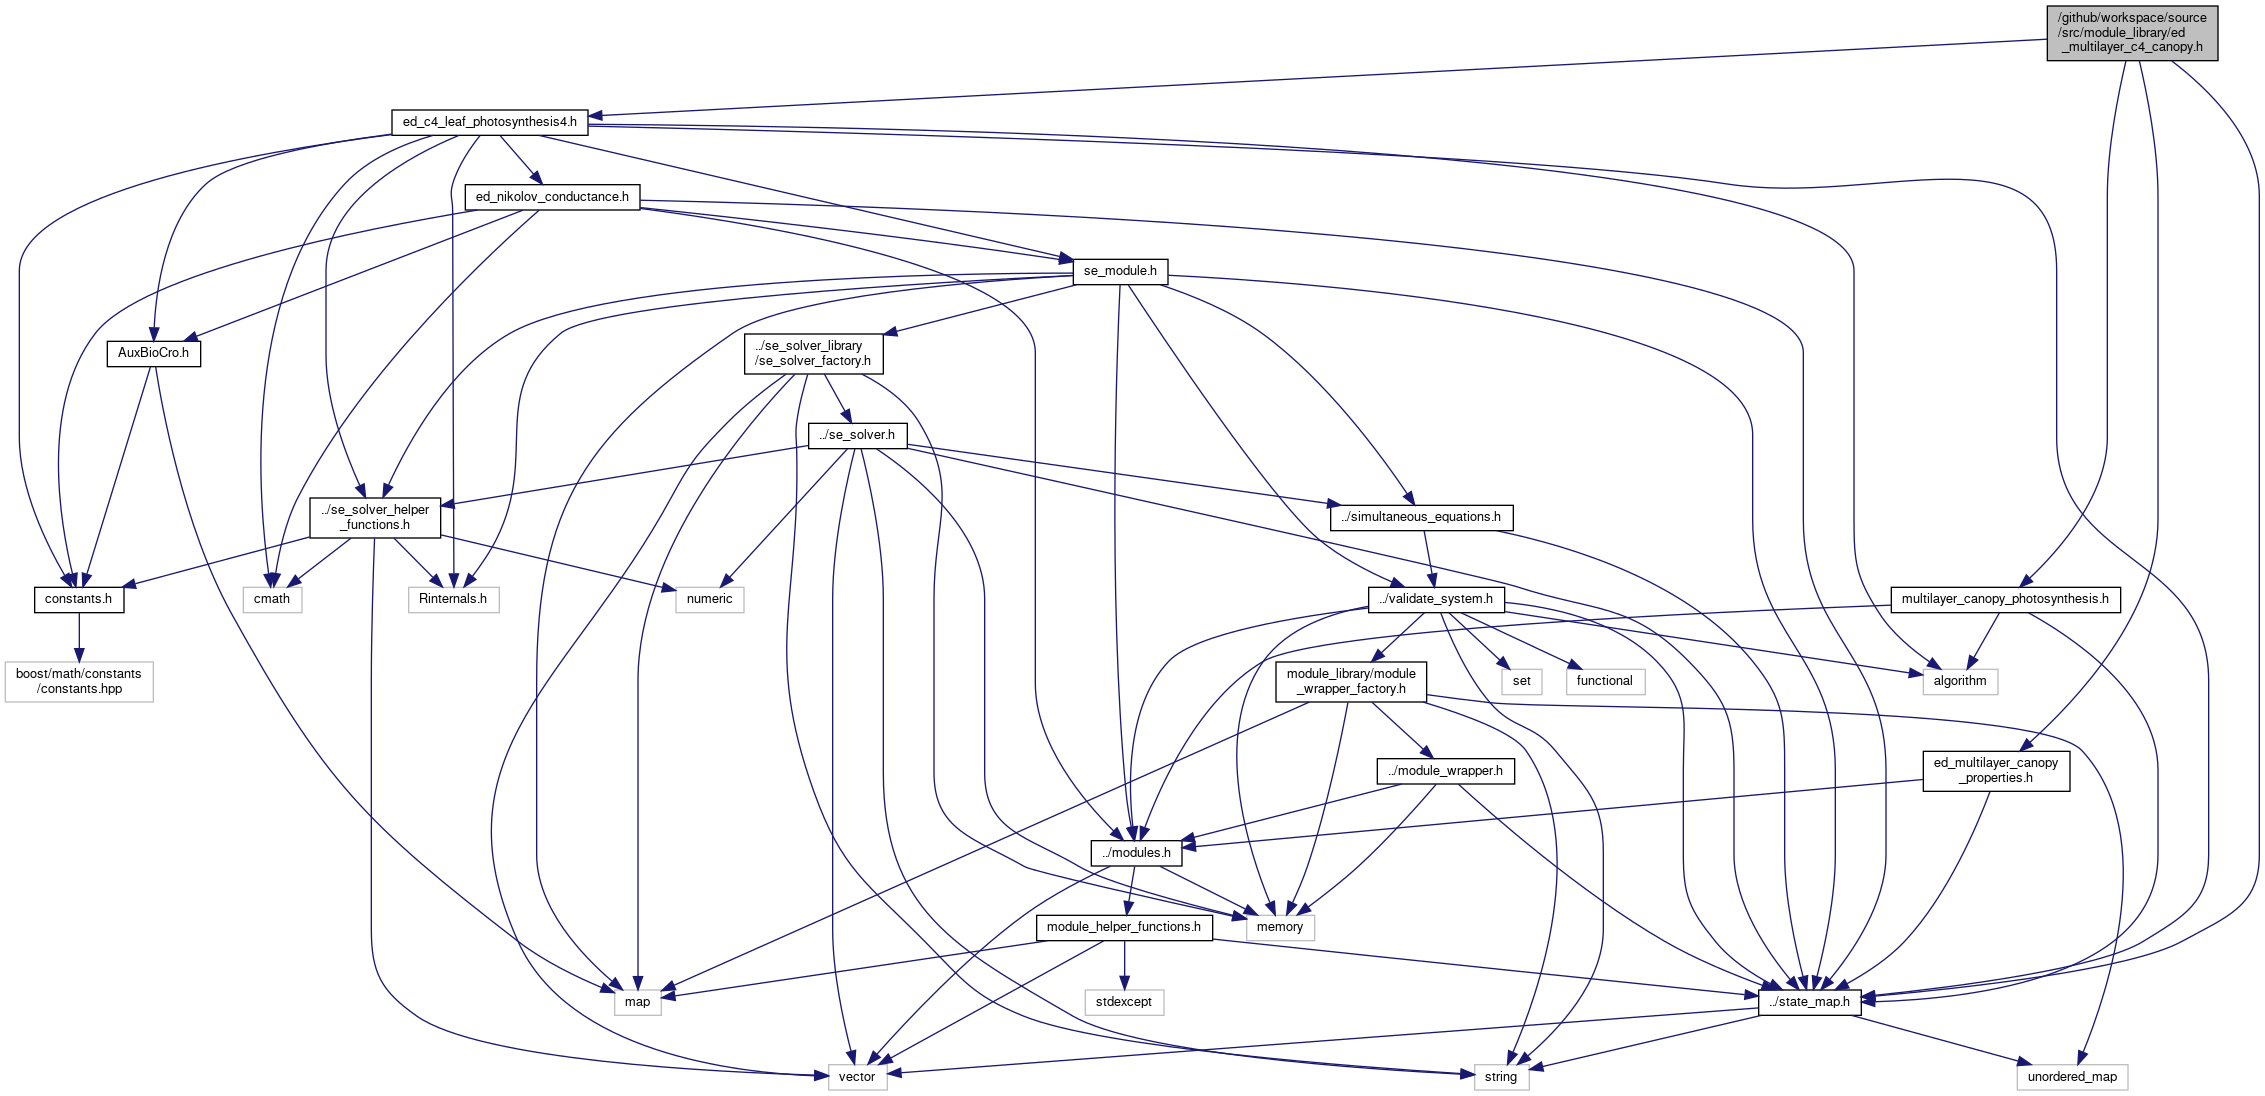 /github/workspace/source
/src/module_library/ed
_multilayer_c4_canopy.h
ed_c4_leaf_photosynthesis4.h
ed_nikolov_conductance.h
se_module.h
AuxBioCro.h
../se_solver_library
/se_solver_factory.h
../se_solver.h
../se_solver_helper
_functions.h
../simultaneous_equations.h
constants.h
cmath
Rinternals.h
numeric
../validate_system.h
multilayer_canopy_photosynthesis.h
boost/math/constants
/constants.hpp
module_library/module
_wrapper_factory.h
set
functional
algorithm
../module_wrapper.h
ed_multilayer_canopy
_properties.h
../modules.h
module_helper_functions.h
memory
map
stdexcept
../state_map.h
vector
string
unordered_map